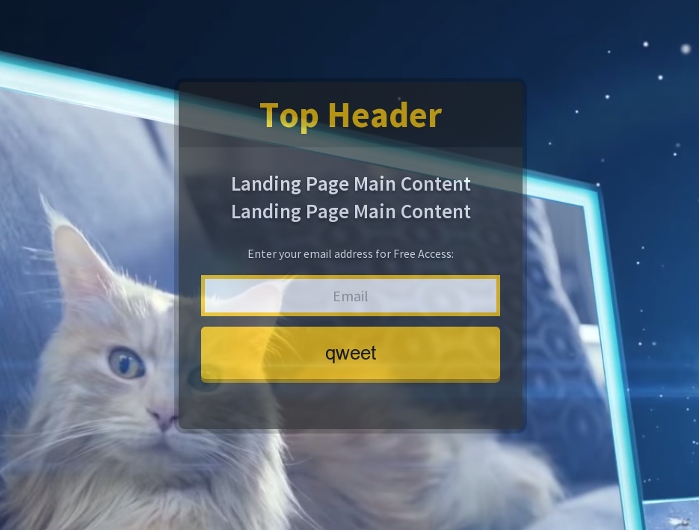 Top Header
Landing Page Main Content
Landing Page Main Content
Enter your email address for Free Access:
Email
qweet